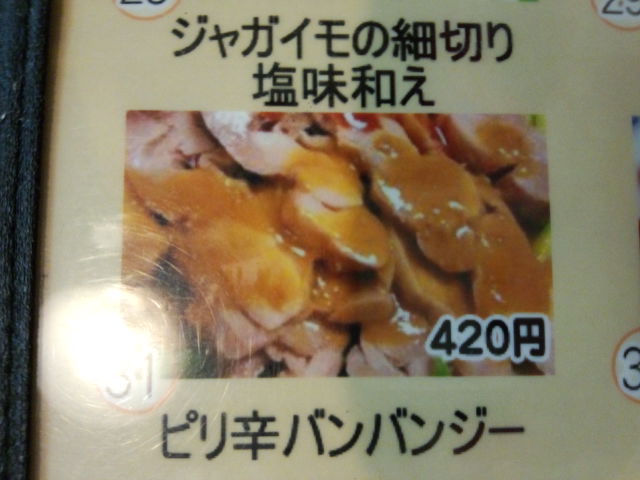 ジャガイモの細切り
塩味和え
420円
31
ピリ辛バンバンジー